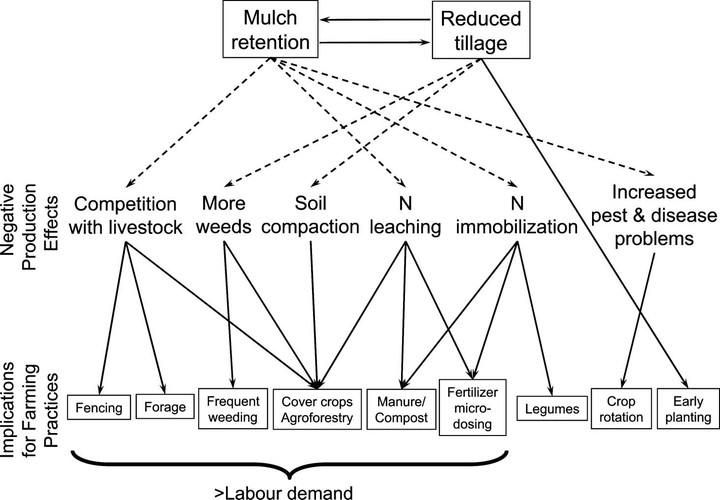 Mulch
retention
Reduced
tillage
Negative
Production
Effects
Competition
with livestock
More
weeds
Soil
compaction
N
leaching
N
immobilization
Increased
pest & disease
problems
Implications
for Farming
Practices
Fencing
Forage
Frequent
weeding
Cover crops
Agroforestry
Manure/
Compost
Fertilizer
micro-
dosing
Legumes
Crop
rotation
Early
planting
>Labour demand